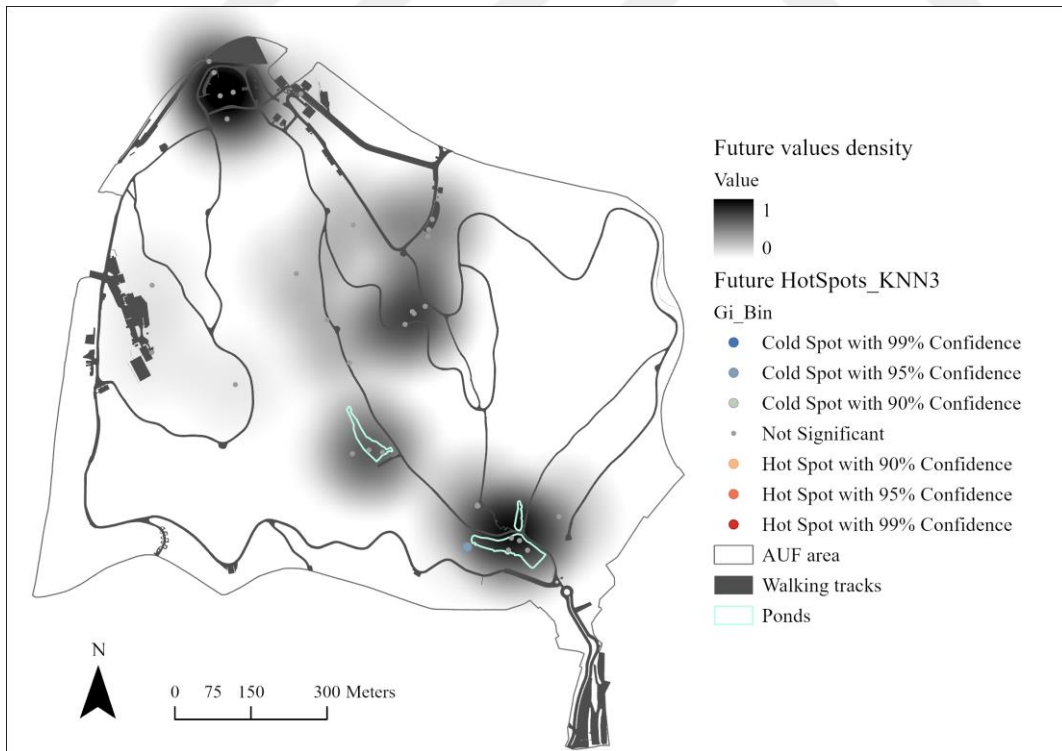 Future values density
Value
1
0
Future HotSpots_KNN3
Gi_Bin
Cold Spot with 99% Confidence
Cold Spot with 95% Confidence
Cold Spot with 90% Confidence
Not Significant
Hot Spot with 90% Confidence
Hot Spot with 95% Confidence
Hot Spot with 99% Confidence
AUF area
Walking tracks
Ponds
N
0 75 150 300 Meters